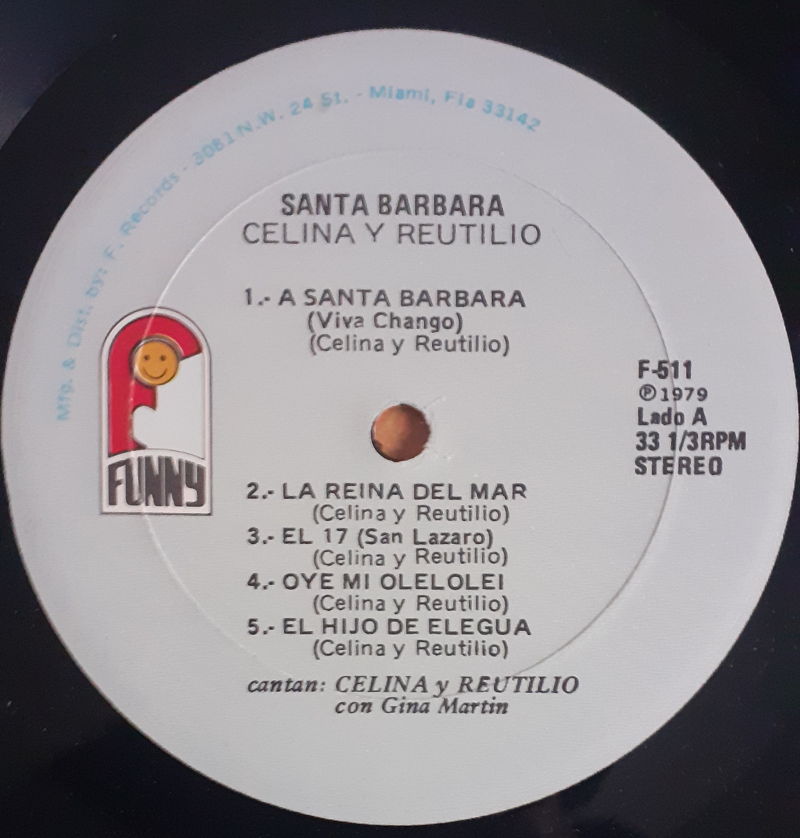 Mfg. & Dist. by: F. Records - 3081 N.W. 24 St. - Miami, Fla 33142
SANTA BARBARA
CELINA Y REUTILIO
1.- A SANTA BARBARA
(Viva Chango)
(Celina y Reutilio)
F-511
℗ 1979
Lado A
33 1/3RPM
STEREO
FUNNY
2.- LA REINA DEL MAR
(Celina y Reutilio)
3.- EL 17 (San Lazaro)
(Celina y Reutilio)
4.- OYE MI OLELOLEI
(Celina y Reutilio)
5.- EL HIJO DE ELEGUA
(Celina y Reutilio)
cantan: CELINA y REUTILIO
con Gina Martin